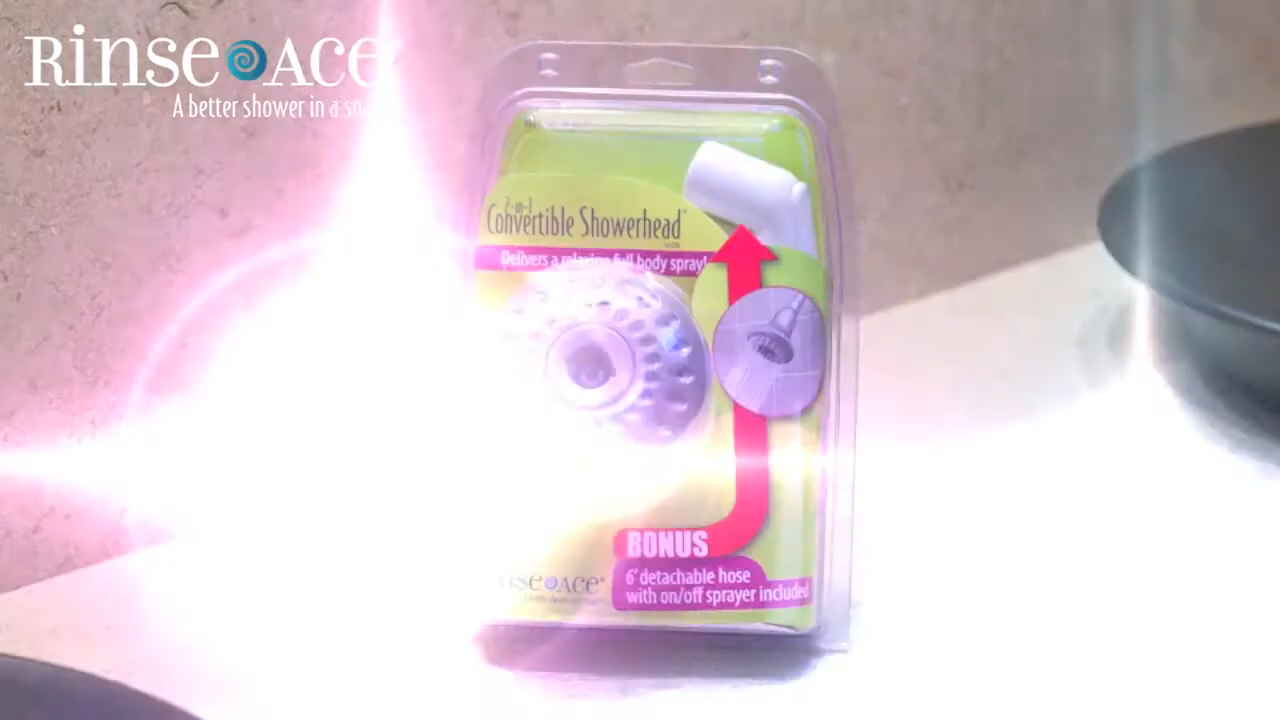 Rinse Ace
A better shower in a
2-in-1
Convertible Showerhead
Delivers a relaxing full body spray!
BONUS
6' detachable hose
with on/off sprayer included
Ace